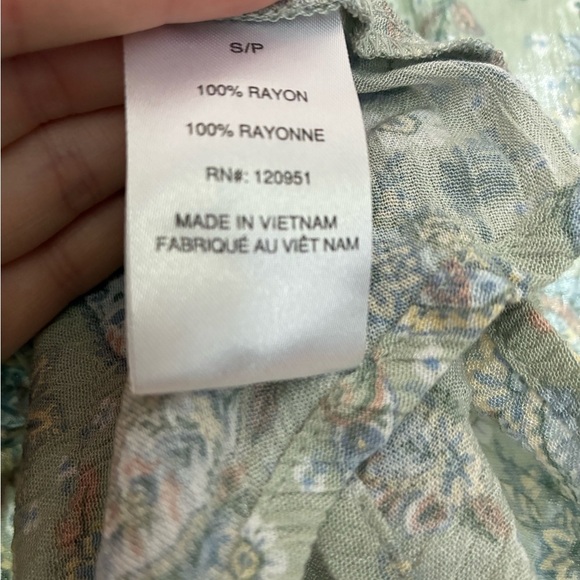 S/P
100% RAYON
100% RAYONNE
RN#: 120951
MADE IN VIETNAM
FABRIQUÉ AU VIÊT NAM